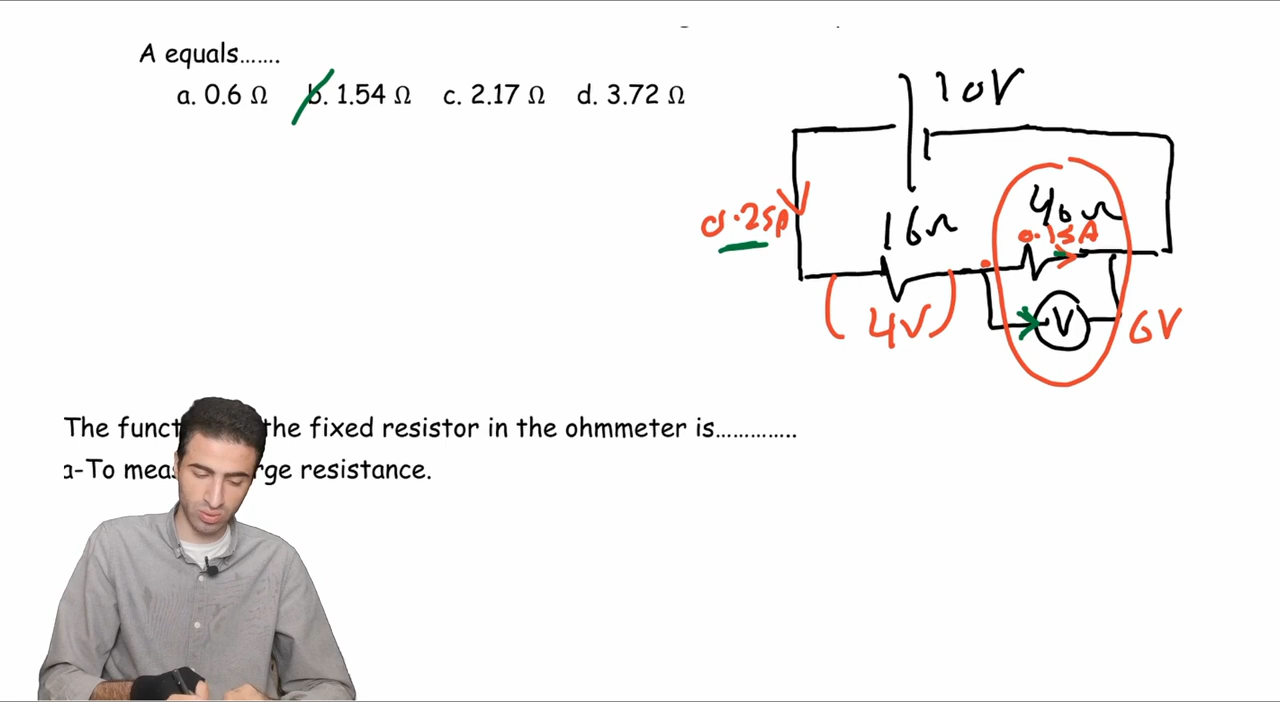 A equals.......
a. 0.6 Ω b. 1.54 Ω c. 2.17 Ω d. 3.72 Ω
10V
0.25A
16Ω
40Ω
0.15A
4V
V
6V
The funct the fixed resistor in the ohmmeter is..............
a-To mea rge resistance.